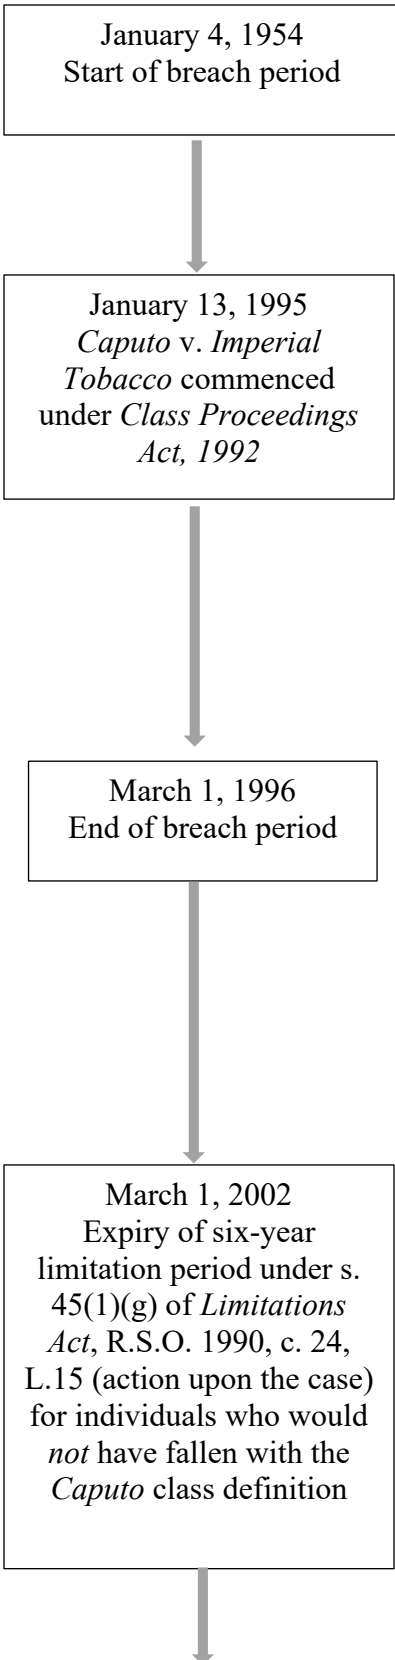 January 4, 1954
Start of breach period
January 13, 1995
Caputo v. Imperial
Tobacco commenced
under Class Proceedings
Act, 1992
March 1, 1996
End of breach period
March 1, 2002
Expiry of six-year
limitation period under s.
45(1)(g) of Limitations
Act, R.S.O. 1990, c. 24,
L.15 (action upon the case)
for individuals who would
not have fallen with the
Caputo class definition